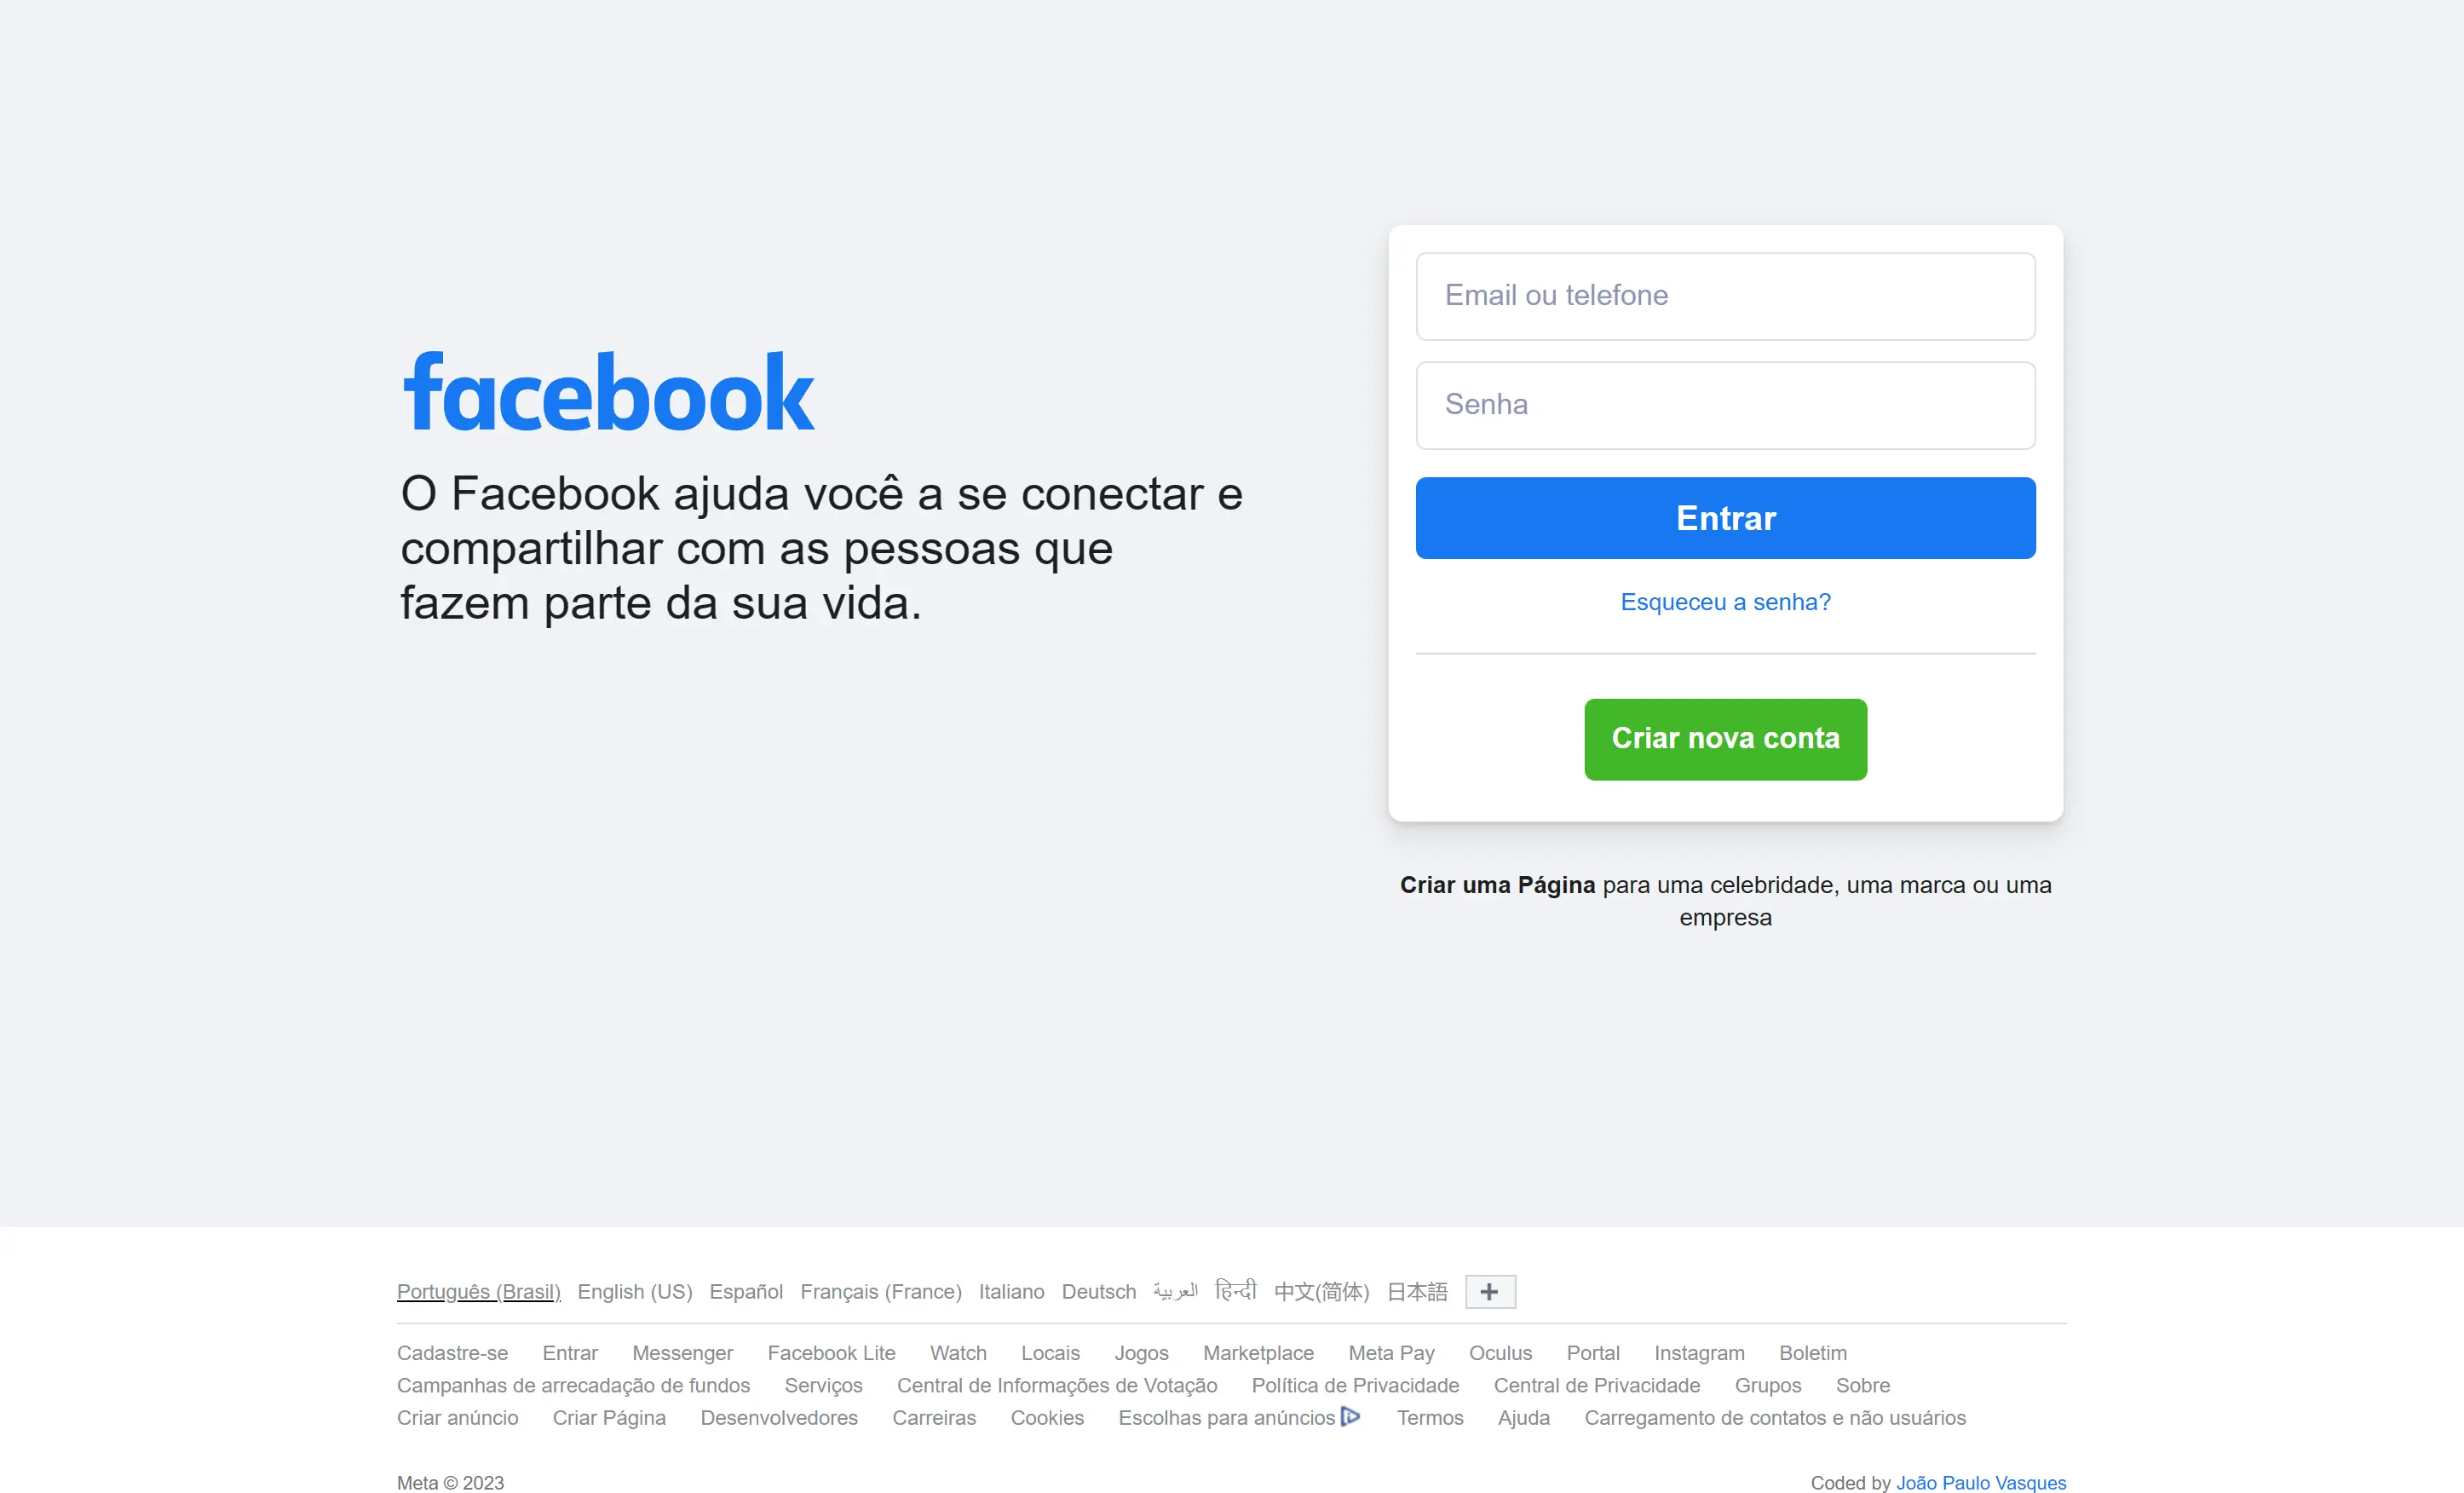 facebook
O Facebook ajuda você a se conectar e
compartilhar com as pessoas que
fazem parte da sua vida.
Email ou telefone
Senha
Entrar
Esqueceu a senha?
Criar nova conta
Criar uma Página para uma celebridade, uma marca ou uma
empresa
Português (Brasil) English (US) Español Français (France) Italiano Deutsch العربية हिन्दी 中文(简体) 日本語 +
Cadastre-se Entrar Messenger Facebook Lite Watch Locais Jogos Marketplace Meta Pay Oculus Portal Instagram Boletim
Campanhas de arrecadação de fundos Serviços Central de Informações de Votação Política de Privacidade Central de Privacidade Grupos Sobre
Criar anúncio Criar Página Desenvolvedores Carreiras Cookies Escolhas para anúncios Termos Ajuda Carregamento de contatos e não usuários
Meta © 2023 Coded by João Paulo Vasques